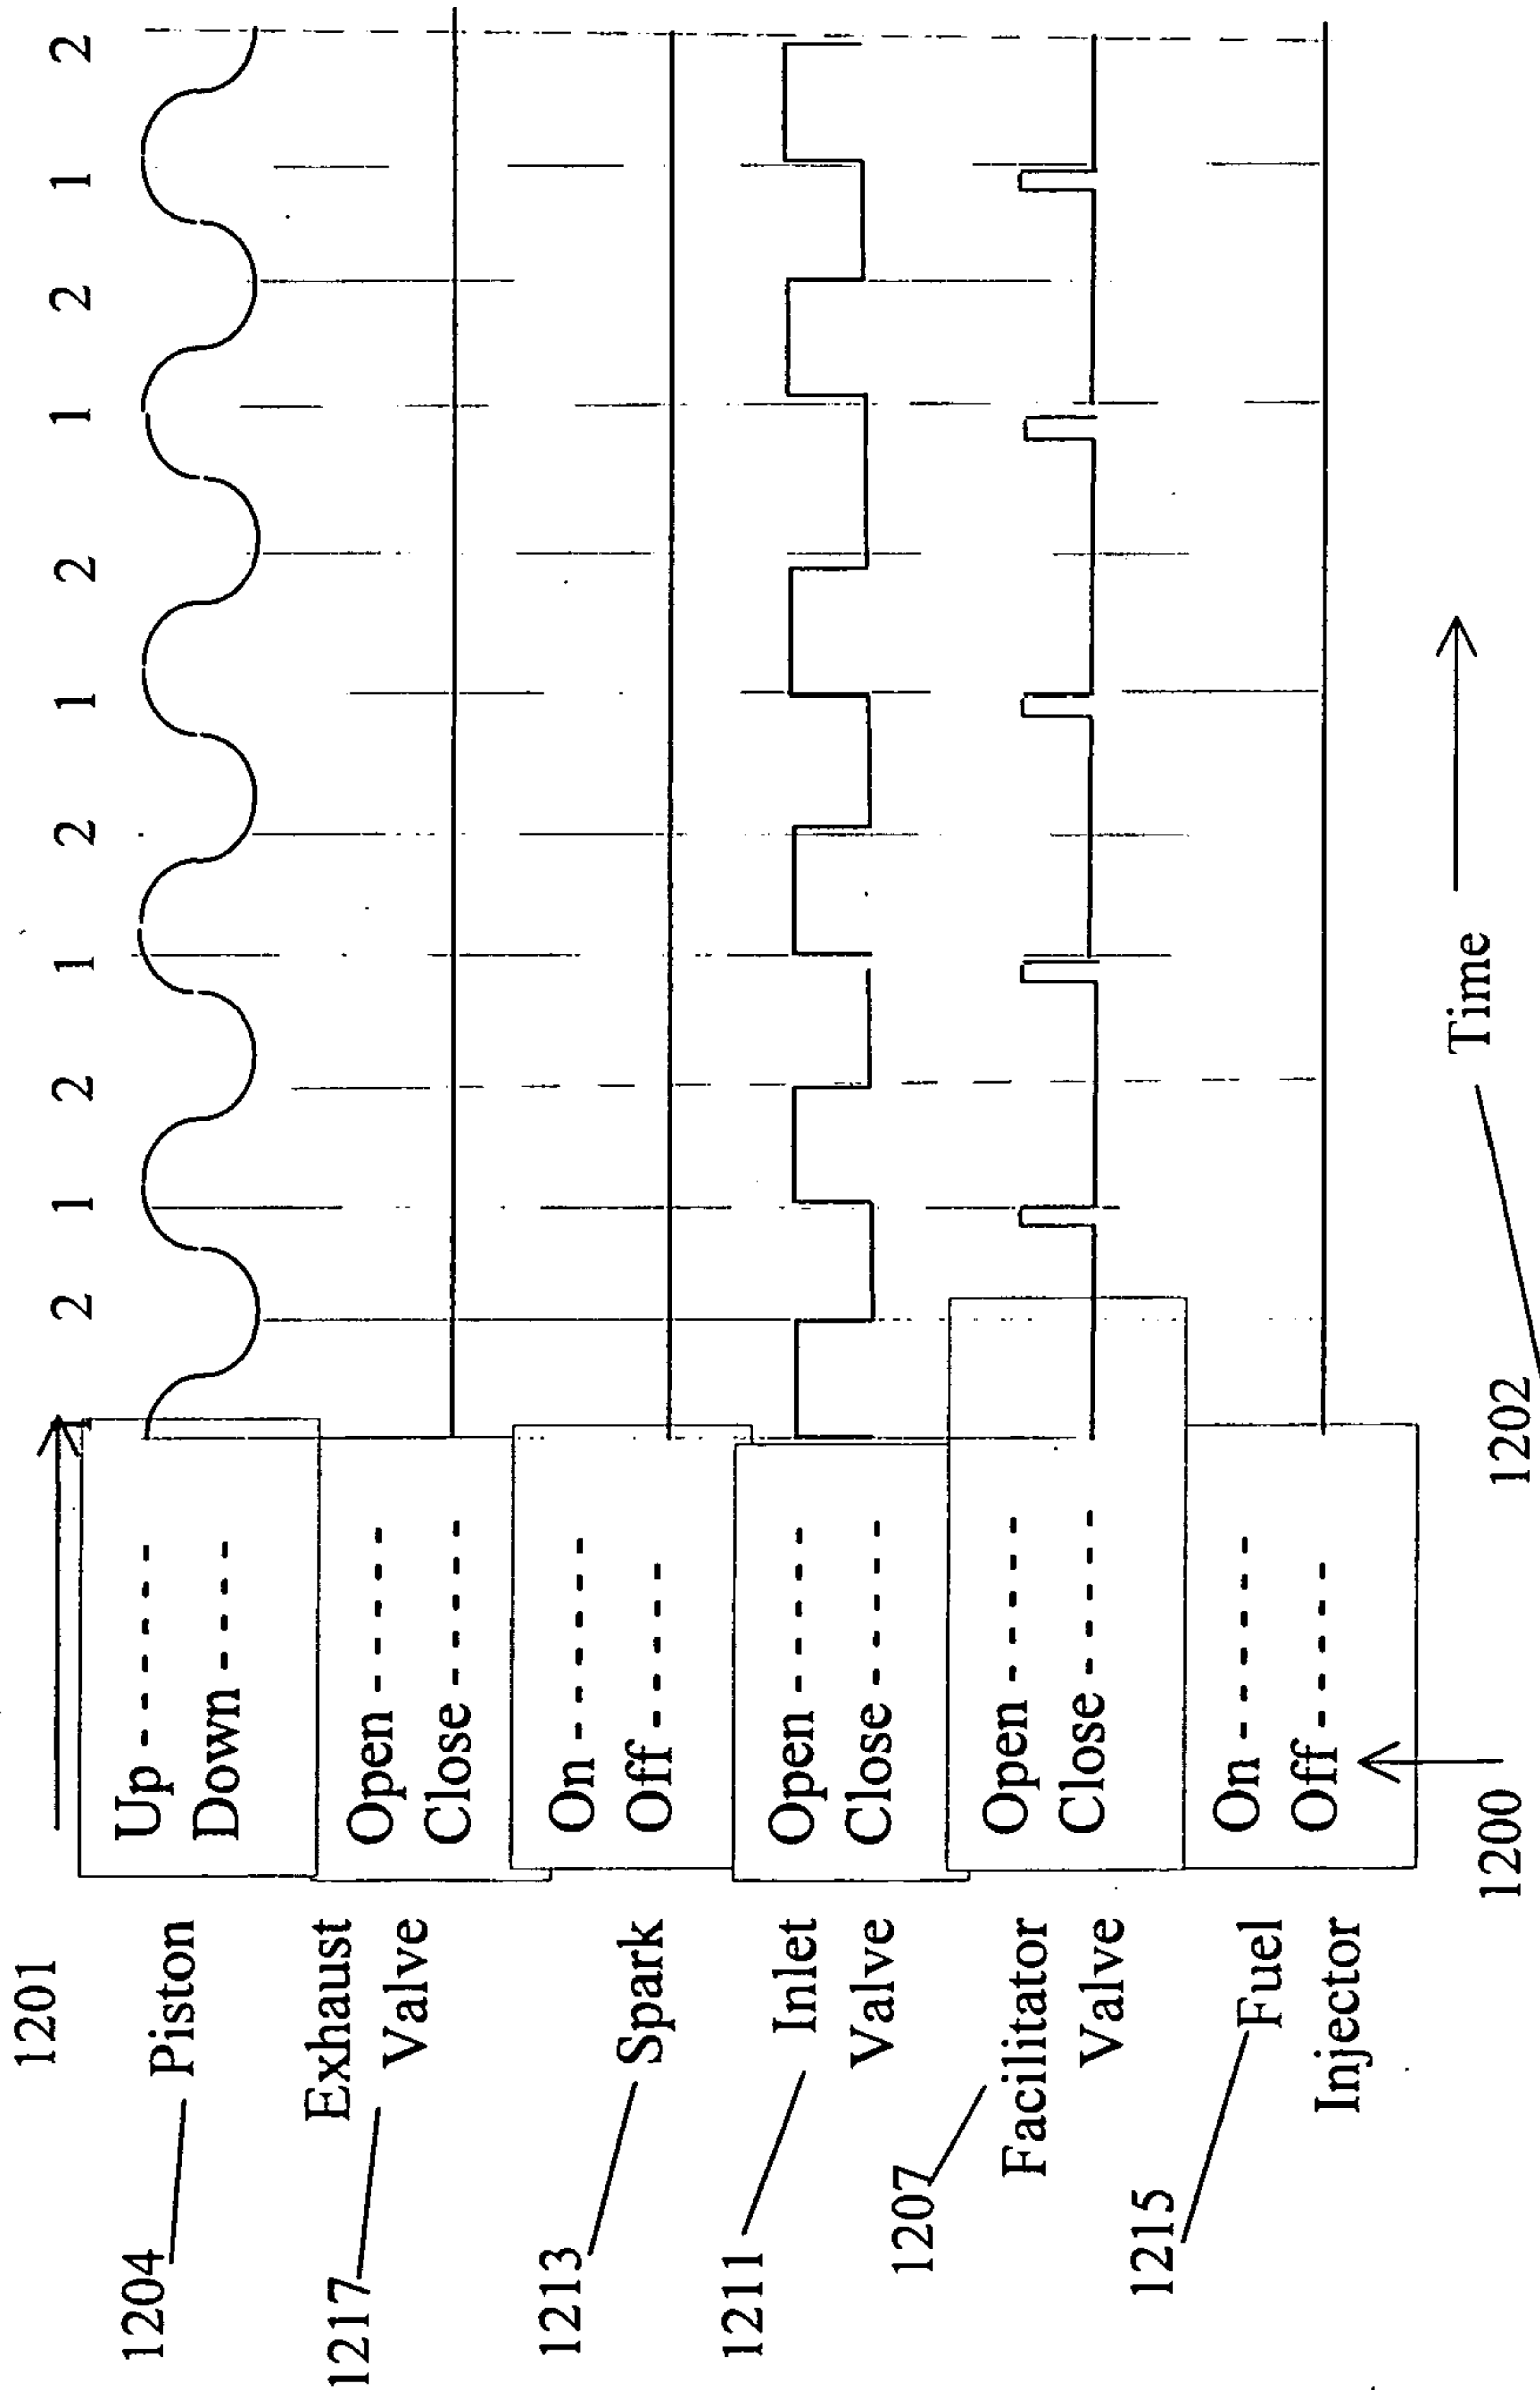 1201
1 2 1 2 1 2 1 2 1 2 1 2
1204
Piston
Up - - - - - -
Down - - - -
1217
Exhaust
Valve
Open - - - - -
Close - - - - -
1213
Spark
On - - - - - -
Off - - - - -
1211
Inlet
Valve
Open - - - - -
Close - - - - -
1207
Facilitator
Valve
Open - - - - -
Close - - - - -
1215
Fuel
Injector
On - - - - - -
Off - - - - -
1200
Time
1202